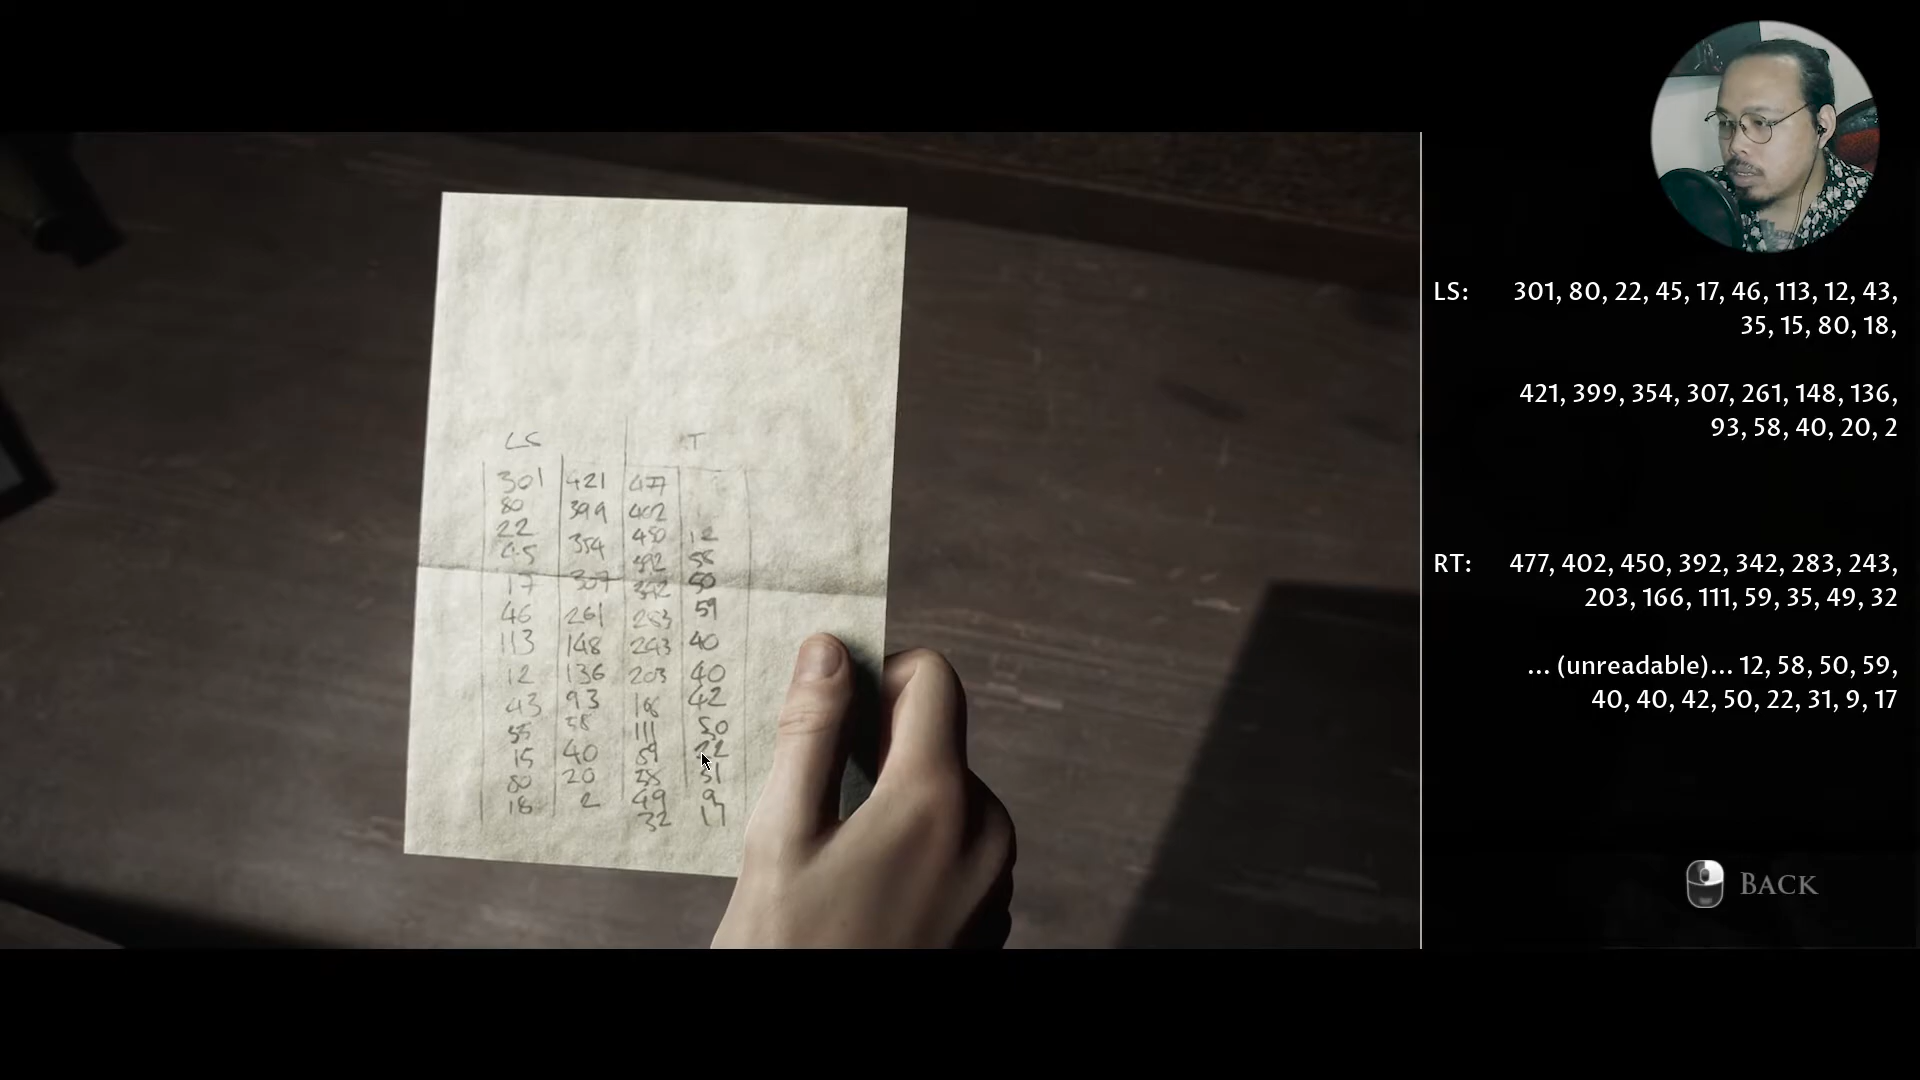 LS T
301 421 477
80 399 402
22 354 450 12
45 307 392 58
17 261 342 50
46 148 283 59
113 136 243 40
12 93 203 40
43 58 166 42
35 40 111 50
15 20 59 22
80 2 35 31
18 49 9
32 17
LS: 301, 80, 22, 45, 17, 46, 113, 12, 43,
35, 15, 80, 18,
421, 399, 354, 307, 261, 148, 136,
93, 58, 40, 20, 2
RT: 477, 402, 450, 392, 342, 283, 243,
203, 166, 111, 59, 35, 49, 32
... (unreadable)... 12, 58, 50, 59,
40, 40, 42, 50, 22, 31, 9, 17
BACK